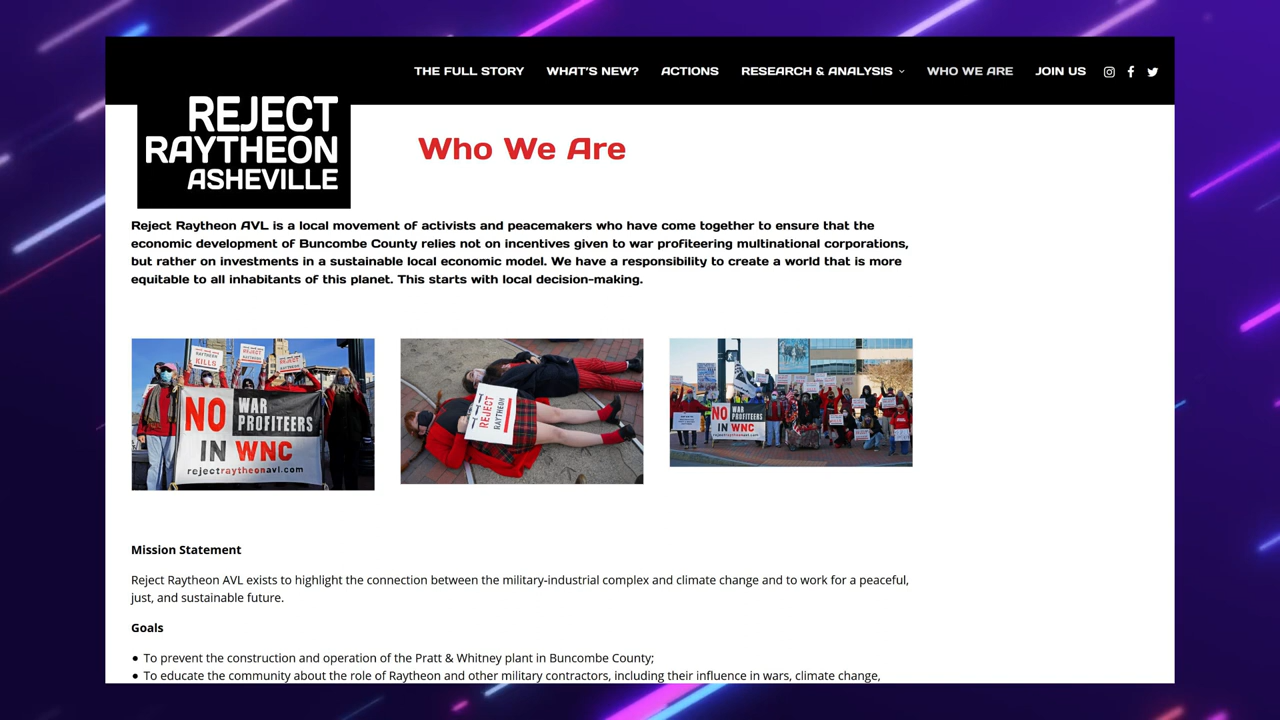 THE FULL STORY WHAT'S NEW? ACTIONS RESEARCH & ANALYSIS WHO WE ARE JOIN US
REJECT
RAYTHEON
ASHEVILLE
Who We Are
Reject Raytheon AVL is a local movement of activists and peacemakers who have come together to ensure that the
economic development of Buncombe County relies not on incentives given to war profiteering multinational corporations,
but rather on investments in a sustainable local economic model. We have a responsibility to create a world that is more
equitable to all inhabitants of this planet. This starts with local decision-making.
RAYTHEON
KILLS
REJECT
NO WAR
PROFITEERS
IN WNC
rejectraytheonavl.com
REJECT
RAYTHEON
NO WAR
PROFITEERS
IN WNC
Mission Statement
Reject Raytheon AVL exists to highlight the connection between the military-industrial complex and climate change and to work for a peaceful,
just, and sustainable future.
Goals
● To prevent the construction and operation of the Pratt & Whitney plant in Buncombe County;
● To educate the community about the role of Raytheon and other military contractors, including their influence in wars, climate change,